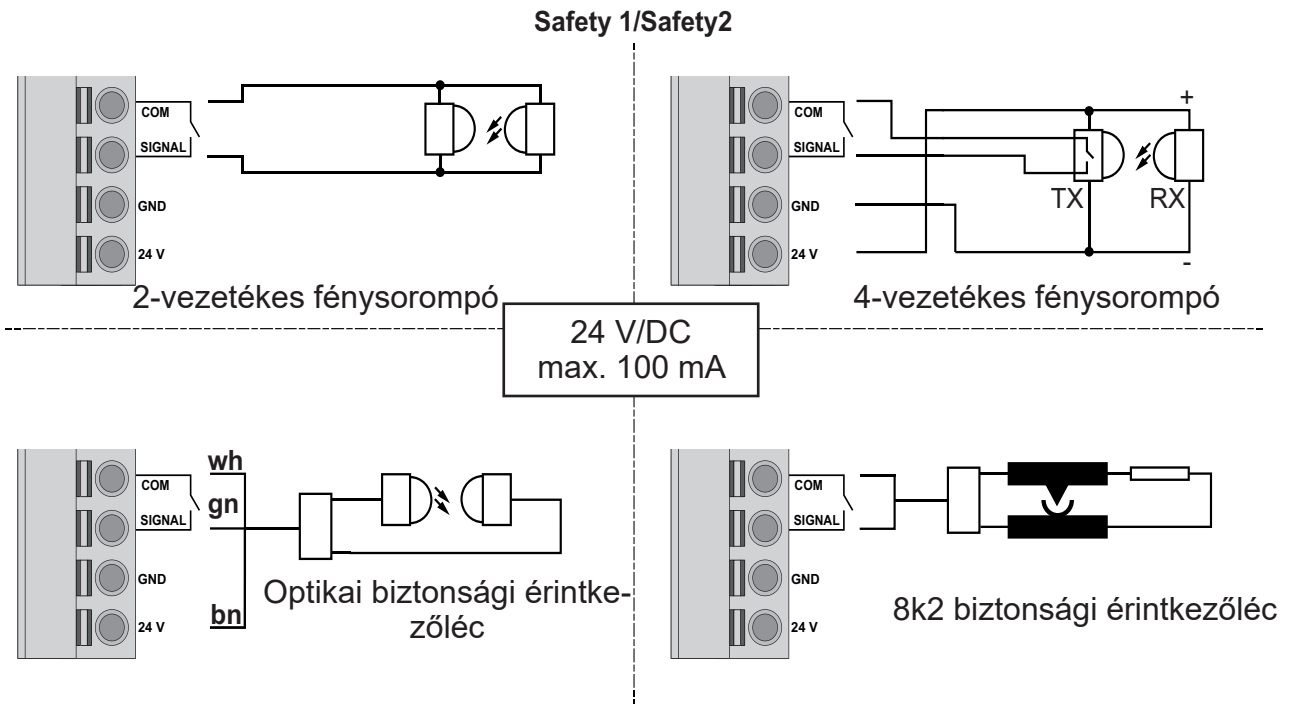 Safety 1/Safety2
COM
SIGNAL
GND
24 V
2-vezetékes fénysorompó
COM
SIGNAL
GND
24 V
+
TX
RX
-
4-vezetékes fénysorompó
24 V/DC
max. 100 mA
COM
SIGNAL
GND
24 V
wh
gn
bn
Optikai biztonsági érintke-
zőléc
COM
SIGNAL
GND
24 V
8k2 biztonsági érintkezőléc